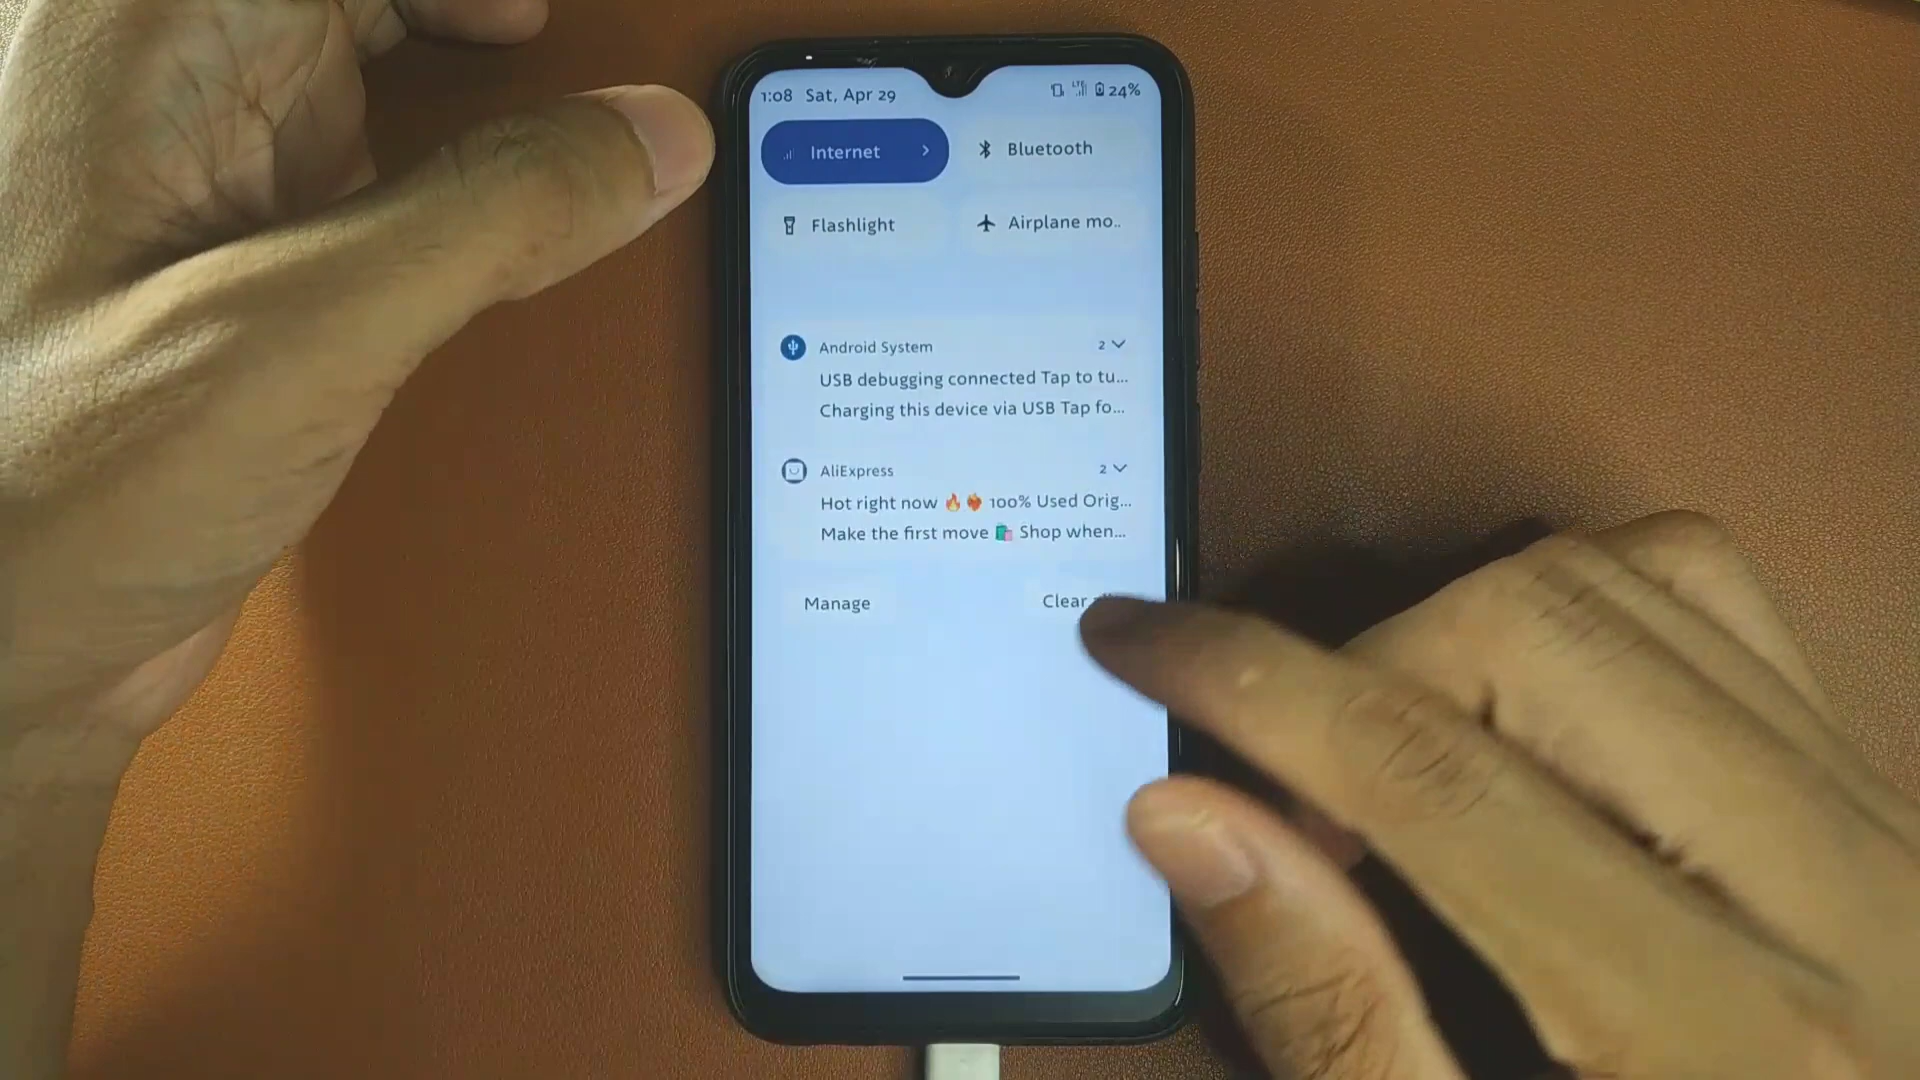 1:08 Sat, Apr 29
LTE 24%
Internet
Bluetooth
Flashlight
Airplane mo..
Android System
2
USB debugging connected Tap to tu...
Charging this device via USB Tap fo...
AliExpress
2
Hot right now 🔥❤️‍🔥 100% Used Orig...
Make the first move 🛍️ Shop when...
Manage
Clear